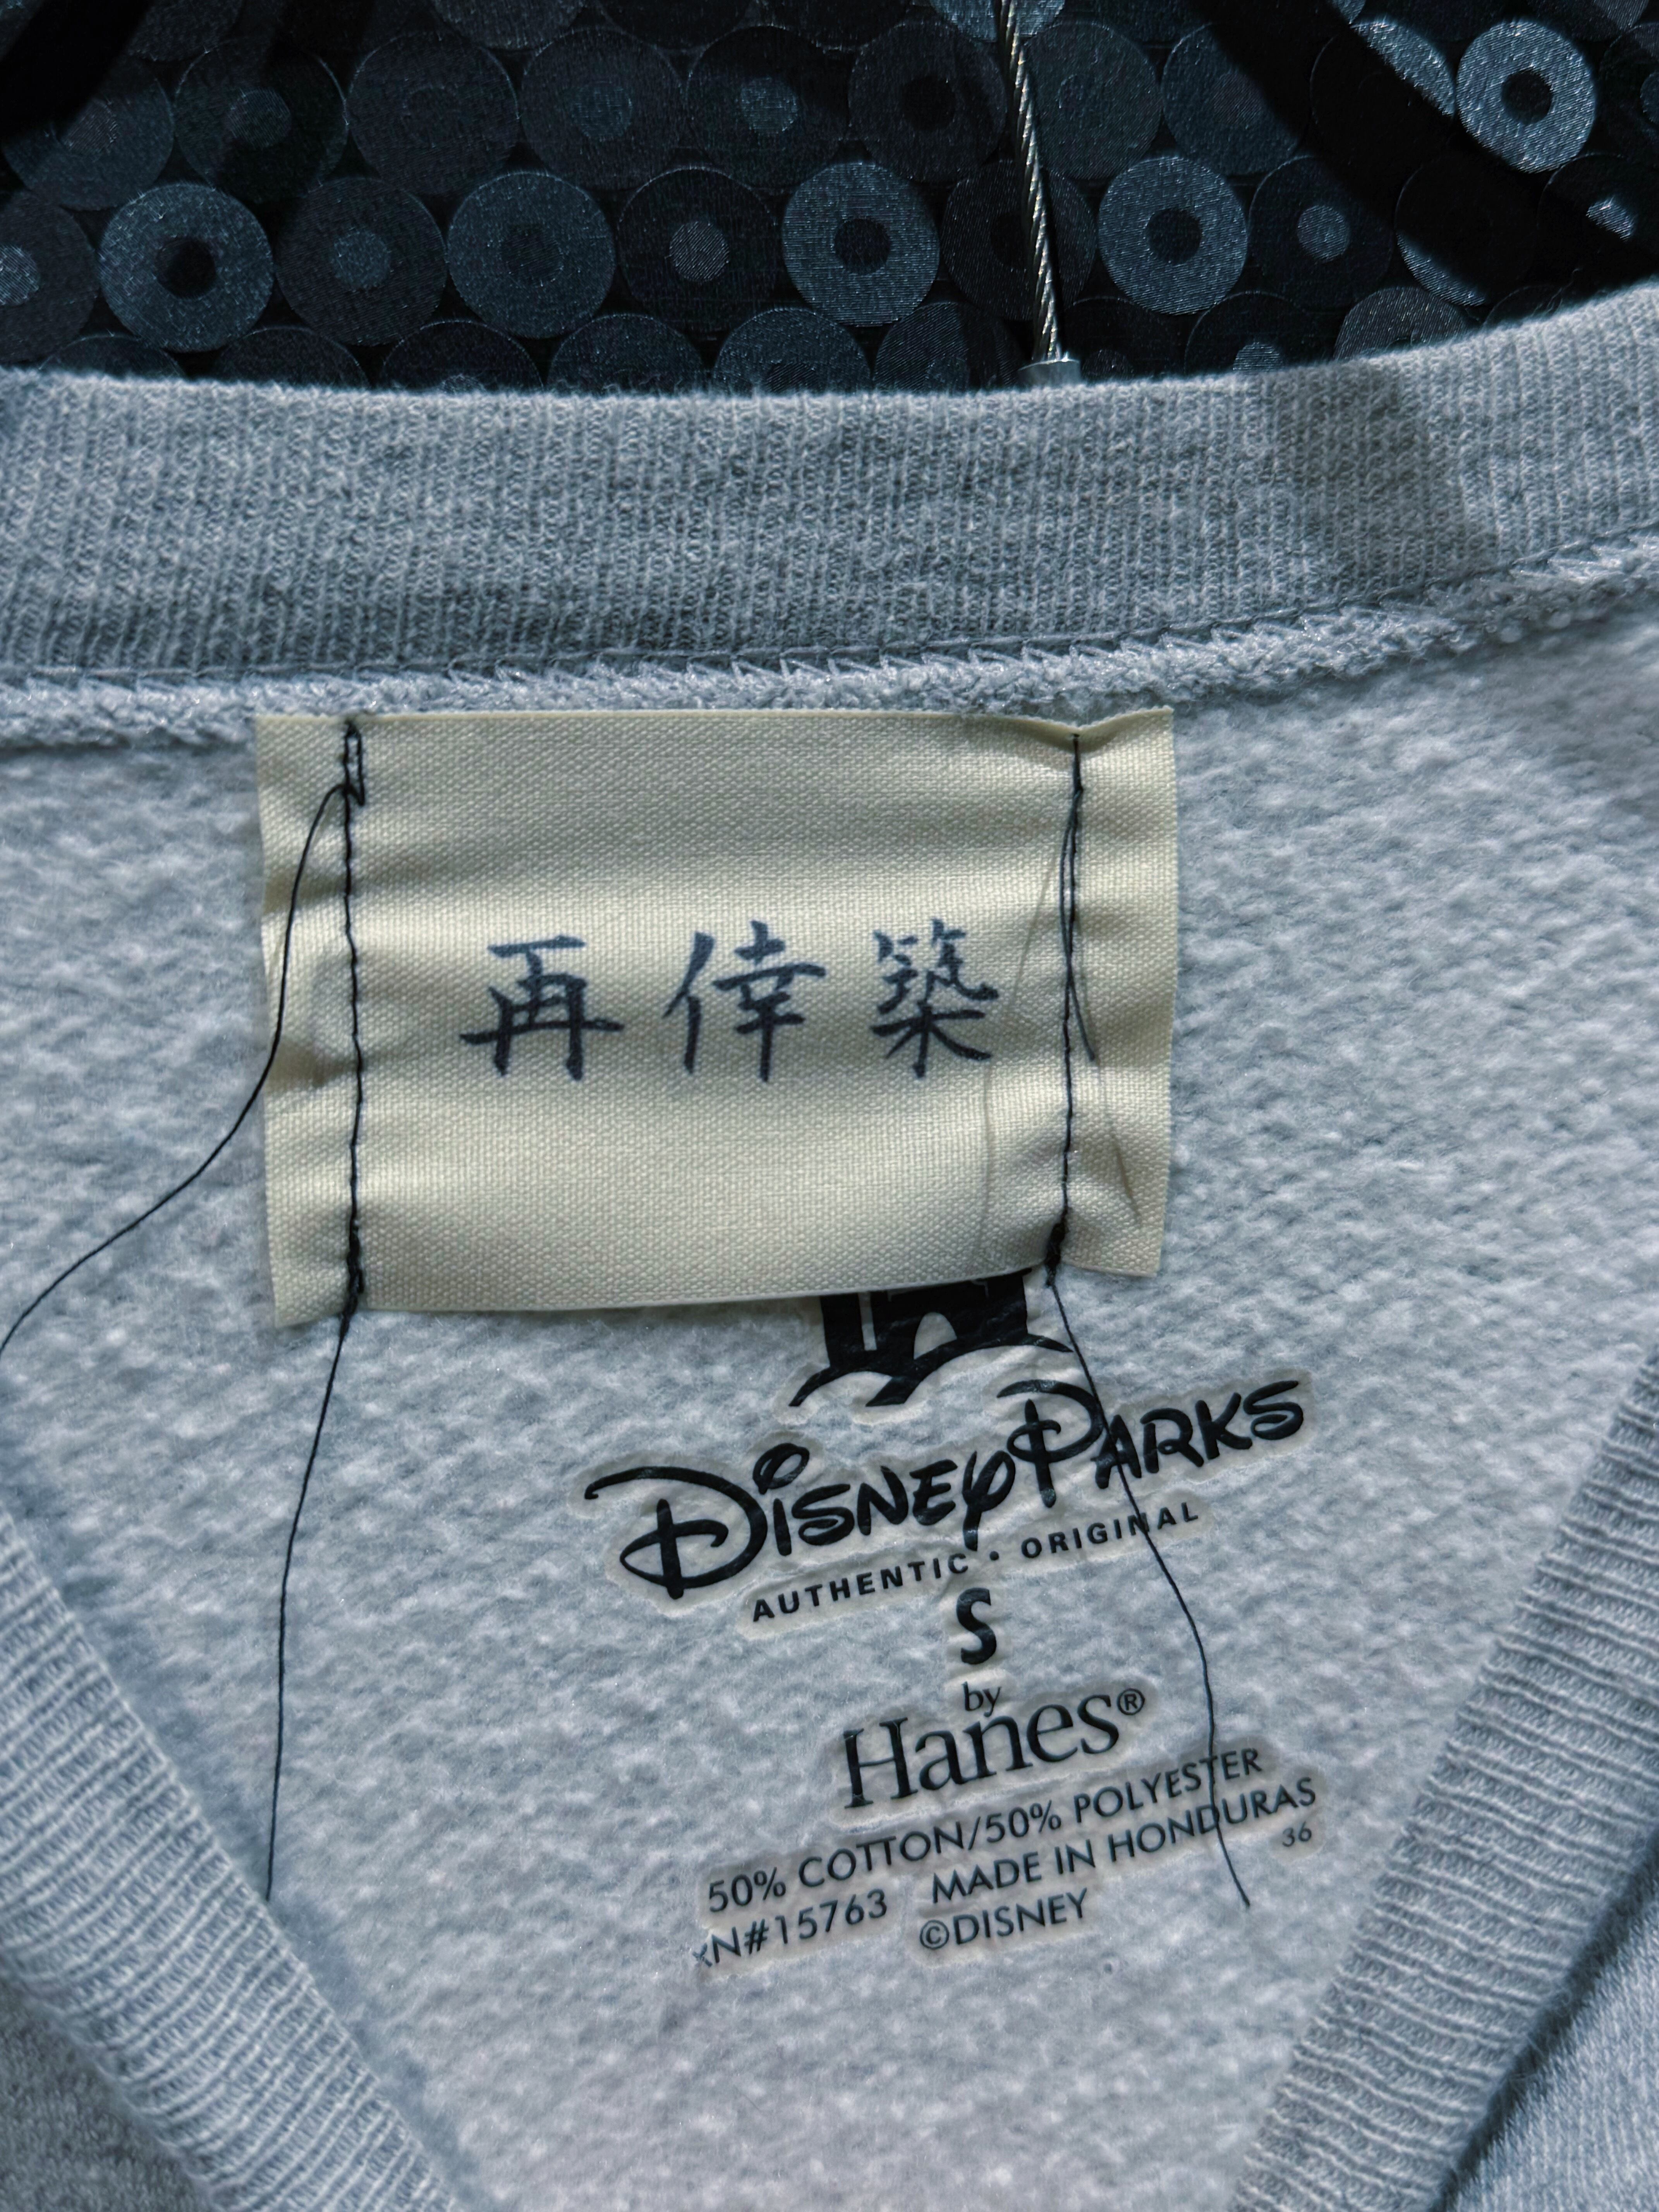 再倖築
DISNEY PARKS
AUTHENTIC • ORIGINAL
S
by
Hanes®
50% COTTON/50% POLYESTER
RN#15763 MADE IN HONDURAS
36
©DISNEY